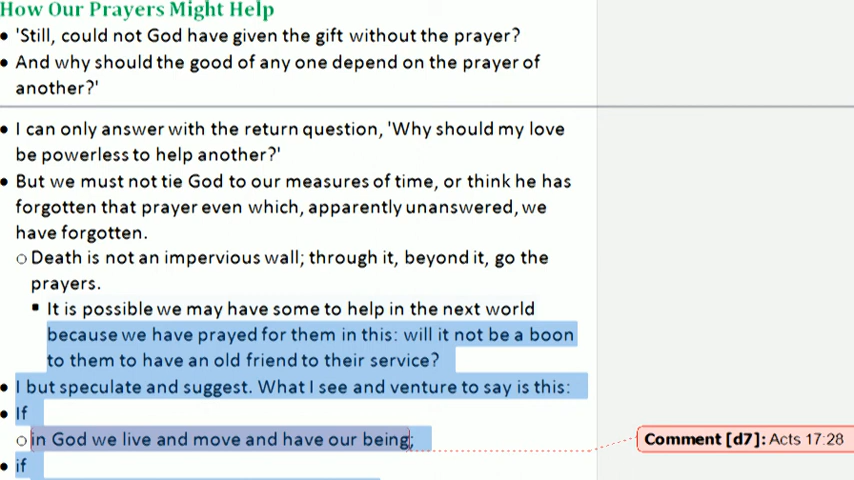 How Our Prayers Might Help
• 'Still, could not God have given the gift without the prayer?
• And why should the good of any one depend on the prayer of
another?'
• I can only answer with the return question, 'Why should my love
be powerless to help another?'
• But we must not tie God to our measures of time, or think he has
forgotten that prayer even which, apparently unanswered, we
have forgotten.
○ Death is not an impervious wall; through it, beyond it, go the
prayers.
▪ It is possible we may have some to help in the next world
because we have prayed for them in this: will it not be a boon
to them to have an old friend to their service?
• I but speculate and suggest. What I see and venture to say is this:
• If
○ in God we live and move and have our being;
Comment [d7]: Acts 17:28
• if